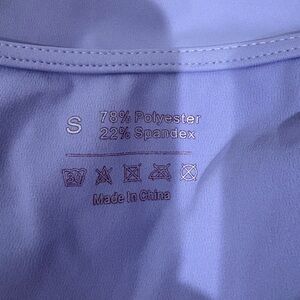 S
78% Polyester
22% Spandex
Made In China